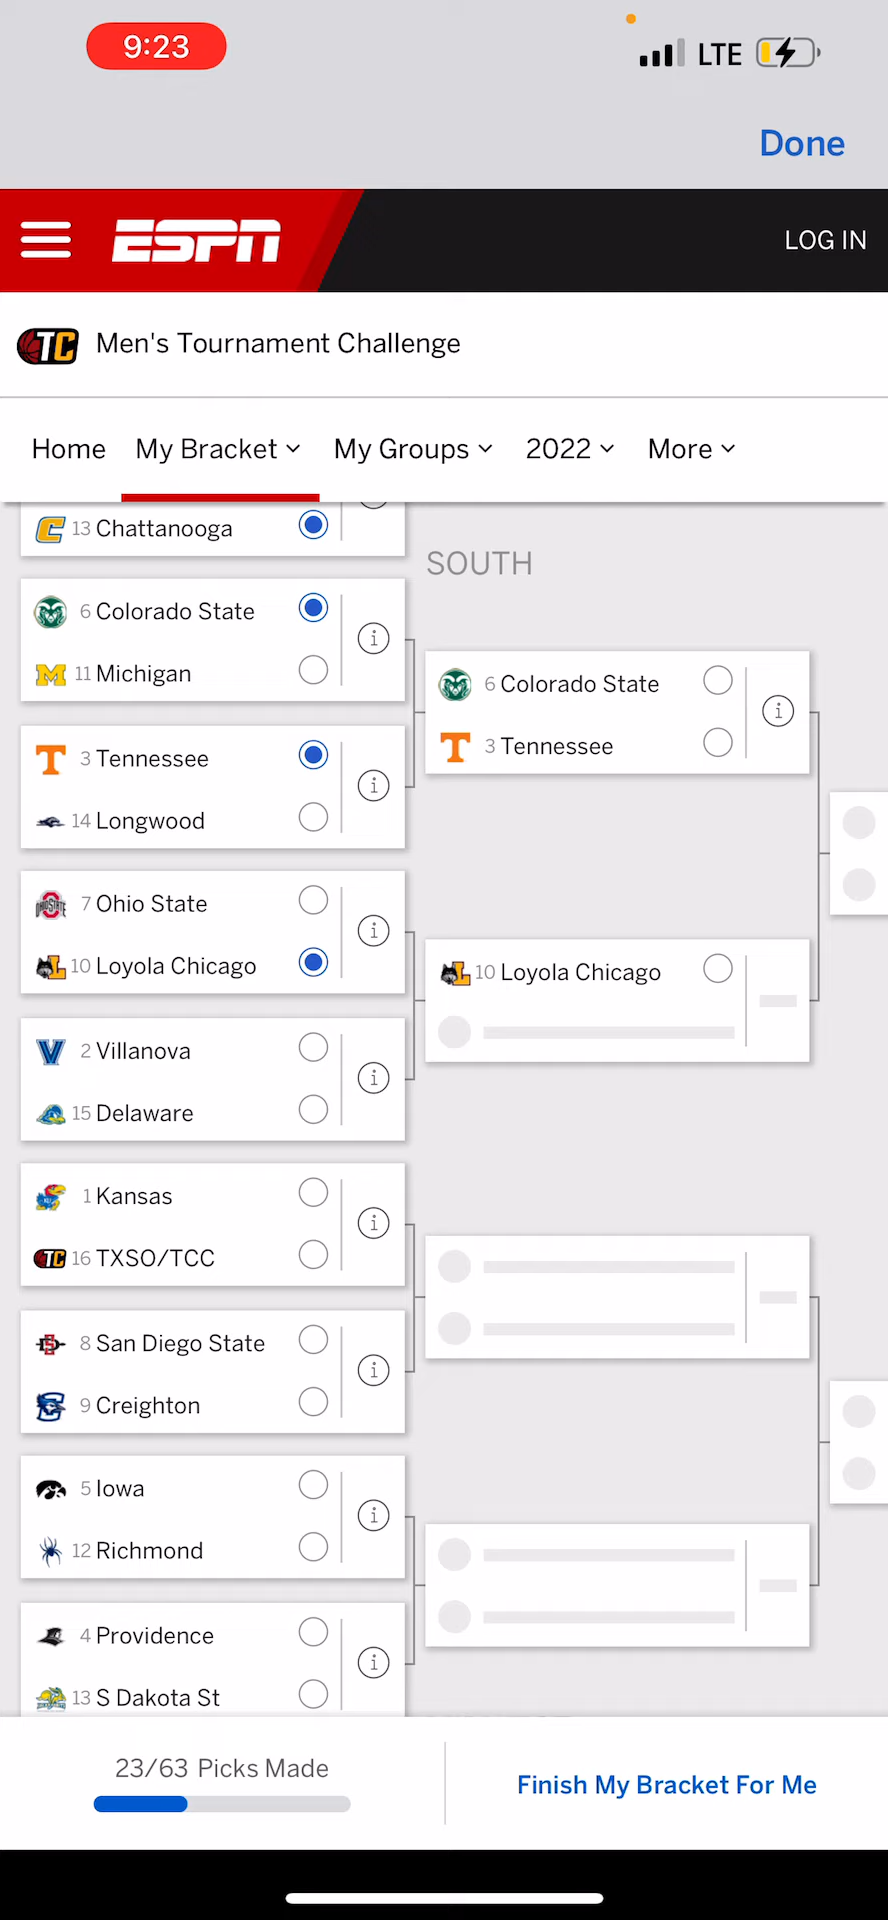 9:23 LTE
Done
ESPN LOG IN
TC Men's Tournament Challenge
Home My Bracket My Groups 2022 More
13 Chattanooga
SOUTH
6 Colorado State
11 Michigan
6 Colorado State
3 Tennessee
3 Tennessee
14 Longwood
7 Ohio State
10 Loyola Chicago
10 Loyola Chicago
2 Villanova
15 Delaware
1 Kansas
TC 16 TXSO/TCC
8 San Diego State
9 Creighton
5 Iowa
12 Richmond
4 Providence
13 S Dakota St
23/63 Picks Made
Finish My Bracket For Me